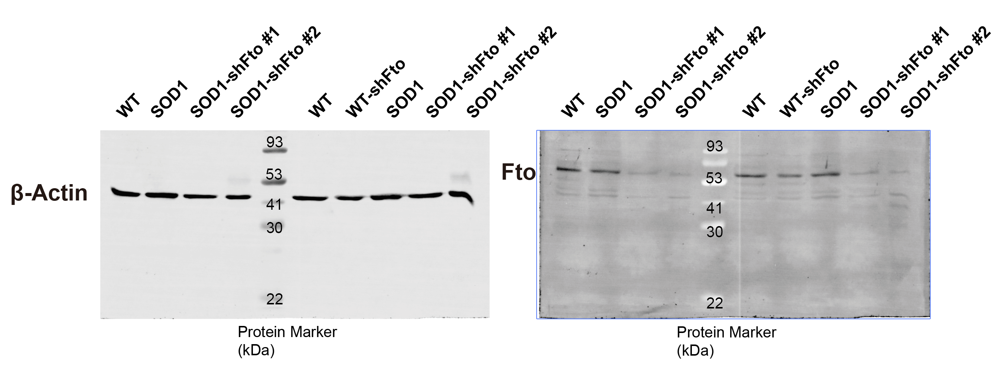 WT
SOD1
SOD1-shFto #1
SOD1-shFto #2
WT
WT-shFto
SOD1
SOD1-shFto #1
SOD1-shFto #2
β-Actin
93
53
41
30
22
Protein Marker
(kDa)
WT
SOD1
SOD1-shFto #1
SOD1-shFto #2
WT
WT-shFto
SOD1
SOD1-shFto #1
SOD1-shFto #2
Fto
93
53
41
30
22
Protein Marker
(kDa)